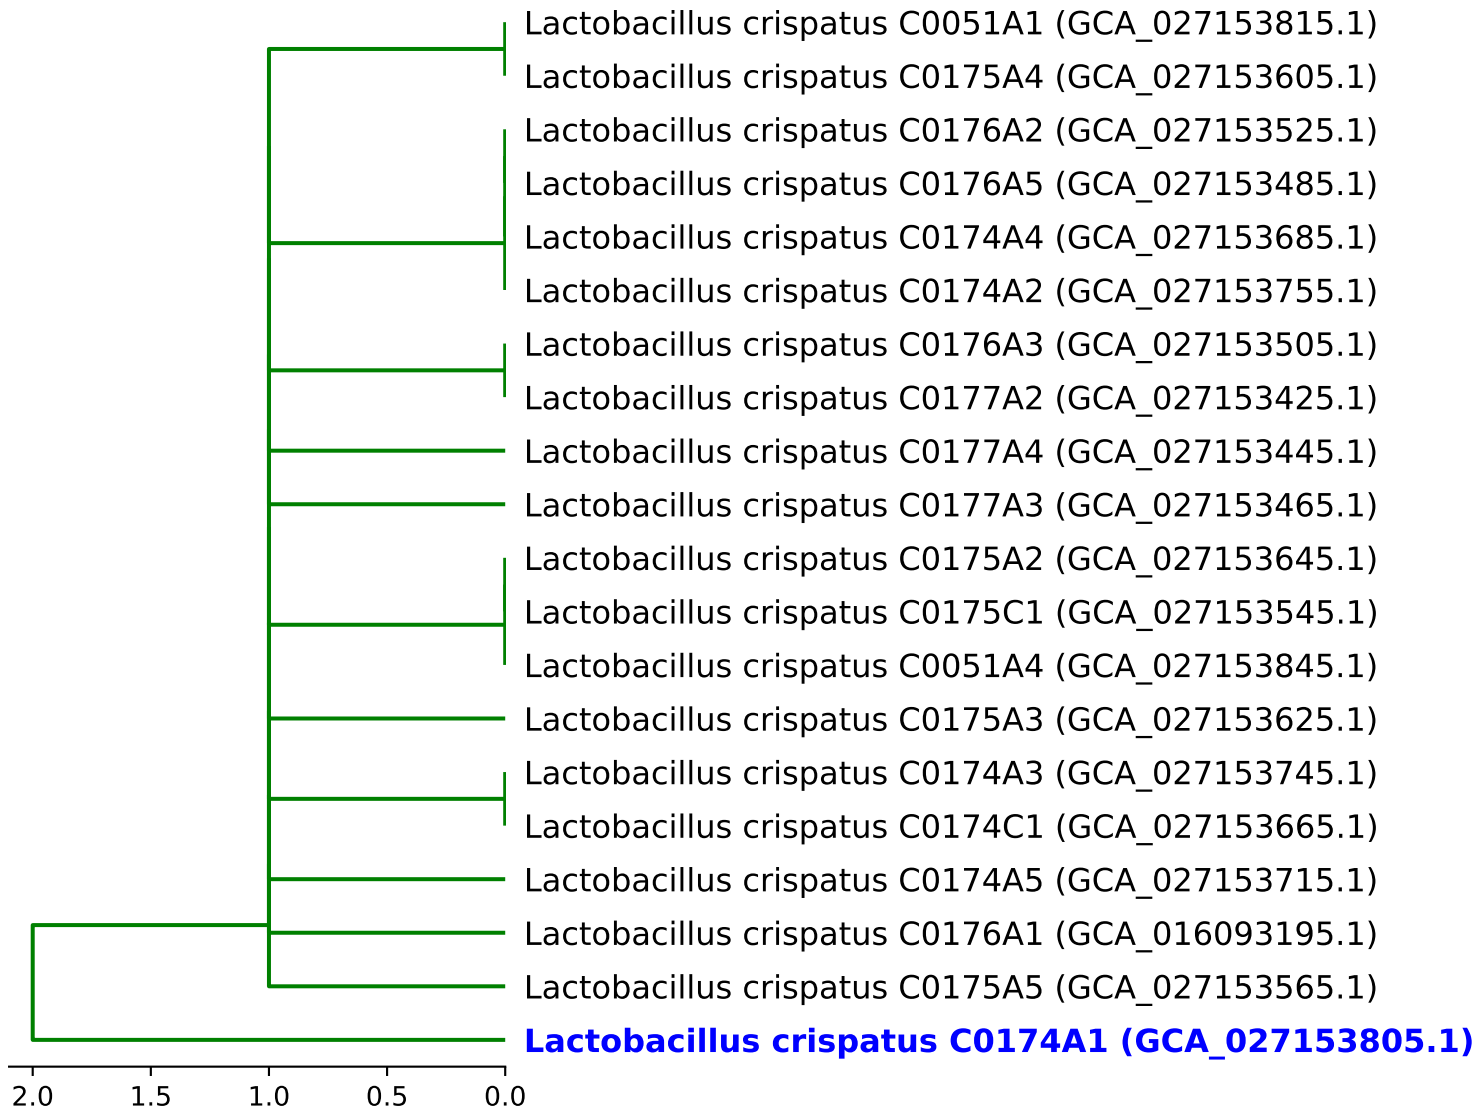 Lactobacillus crispatus C0051A1 (GCA_027153815.1)
Lactobacillus crispatus C0175A4 (GCA_027153605.1)
Lactobacillus crispatus C0176A2 (GCA_027153525.1)
Lactobacillus crispatus C0176A5 (GCA_027153485.1)
Lactobacillus crispatus C0174A4 (GCA_027153685.1)
Lactobacillus crispatus C0174A2 (GCA_027153755.1)
Lactobacillus crispatus C0176A3 (GCA_027153505.1)
Lactobacillus crispatus C0177A2 (GCA_027153425.1)
Lactobacillus crispatus C0177A4 (GCA_027153445.1)
Lactobacillus crispatus C0177A3 (GCA_027153465.1)
Lactobacillus crispatus C0175A2 (GCA_027153645.1)
Lactobacillus crispatus C0175C1 (GCA_027153545.1)
Lactobacillus crispatus C0051A4 (GCA_027153845.1)
Lactobacillus crispatus C0175A3 (GCA_027153625.1)
Lactobacillus crispatus C0174A3 (GCA_027153745.1)
Lactobacillus crispatus C0174C1 (GCA_027153665.1)
Lactobacillus crispatus C0174A5 (GCA_027153715.1)
Lactobacillus crispatus C0176A1 (GCA_016093195.1)
Lactobacillus crispatus C0175A5 (GCA_027153565.1)
Lactobacillus crispatus C0174A1 (GCA_027153805.1)
2.0 1.5 1.0 0.5 0.0